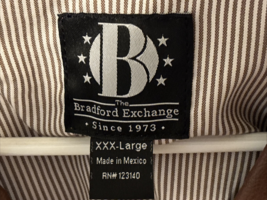 B
The
Bradford Exchange
• Since 1973 •
XXX-Large
Made in Mexico
RN# 123140